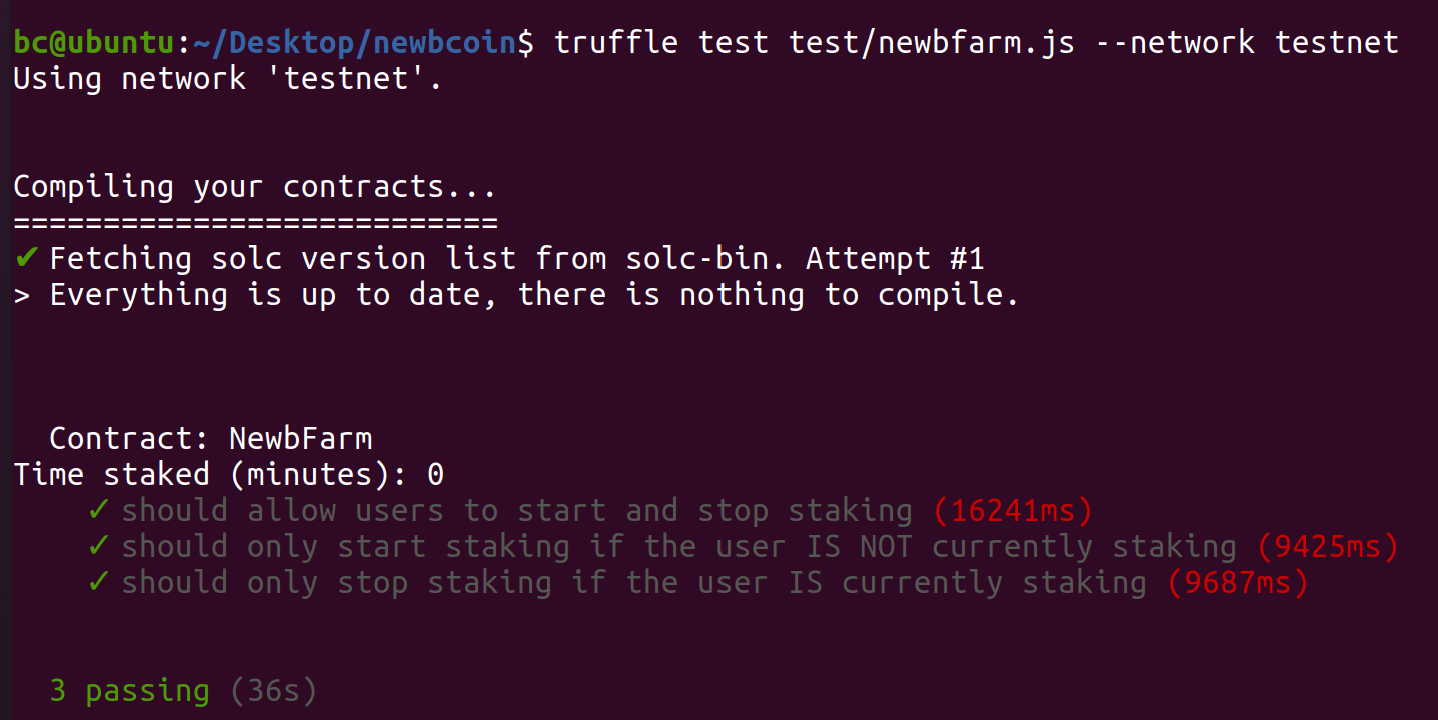 bc@ubuntu:~/Desktop/newbcoin$ truffle test test/newbfarm.js --network testnet
Using network 'testnet'.
Compiling your contracts...
===========================
✔ Fetching solc version list from solc-bin. Attempt #1
> Everything is up to date, there is nothing to compile.
Contract: NewbFarm
Time staked (minutes): 0
✓ should allow users to start and stop staking (16241ms)
✓ should only start staking if the user IS NOT currently staking (9425ms)
✓ should only stop staking if the user IS currently staking (9687ms)
3 passing (36s)